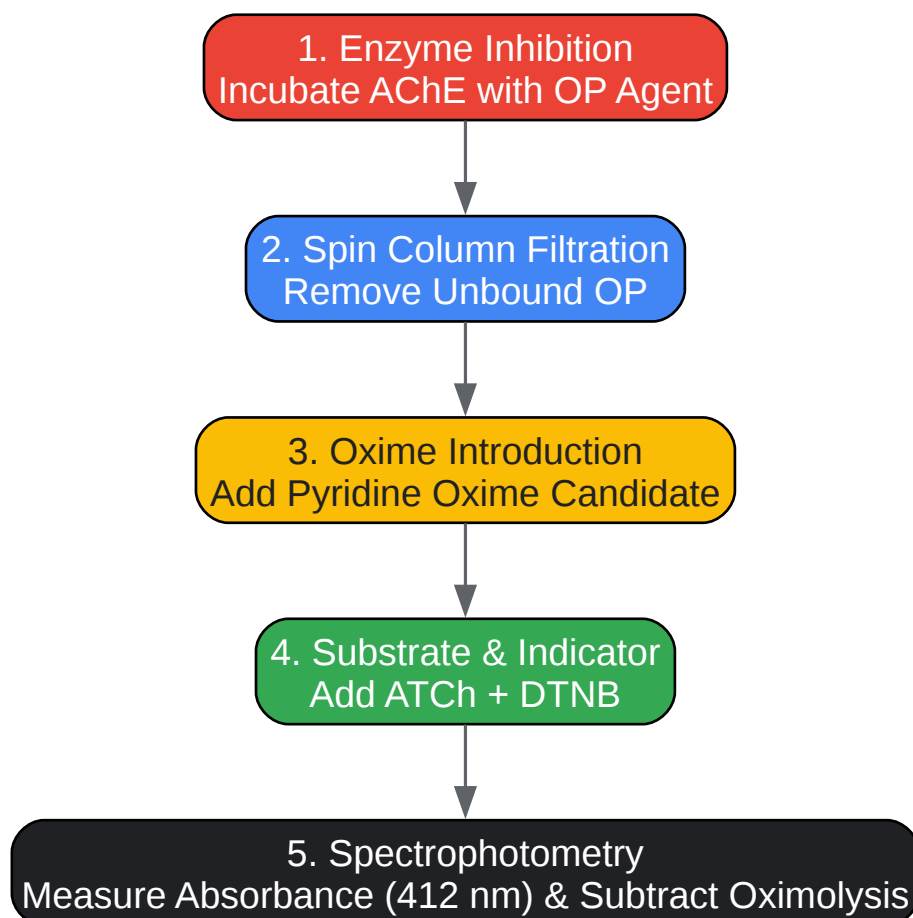 1. Enzyme Inhibition
Incubate AChE with OP Agent
2. Spin Column Filtration
Remove Unbound OP
3. Oxime Introduction
Add Pyridine Oxime Candidate
4. Substrate & Indicator
Add ATCh + DTNB
5. Spectrophotometry
Measure Absorbance (412 nm) & Subtract Oximolysis